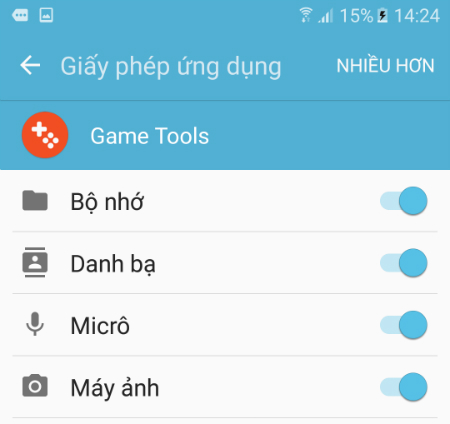 15% 14:24
Giấy phép ứng dụng NHIỀU HƠN
Game Tools
Bộ nhớ
Danh bạ
Micrô
Máy ảnh